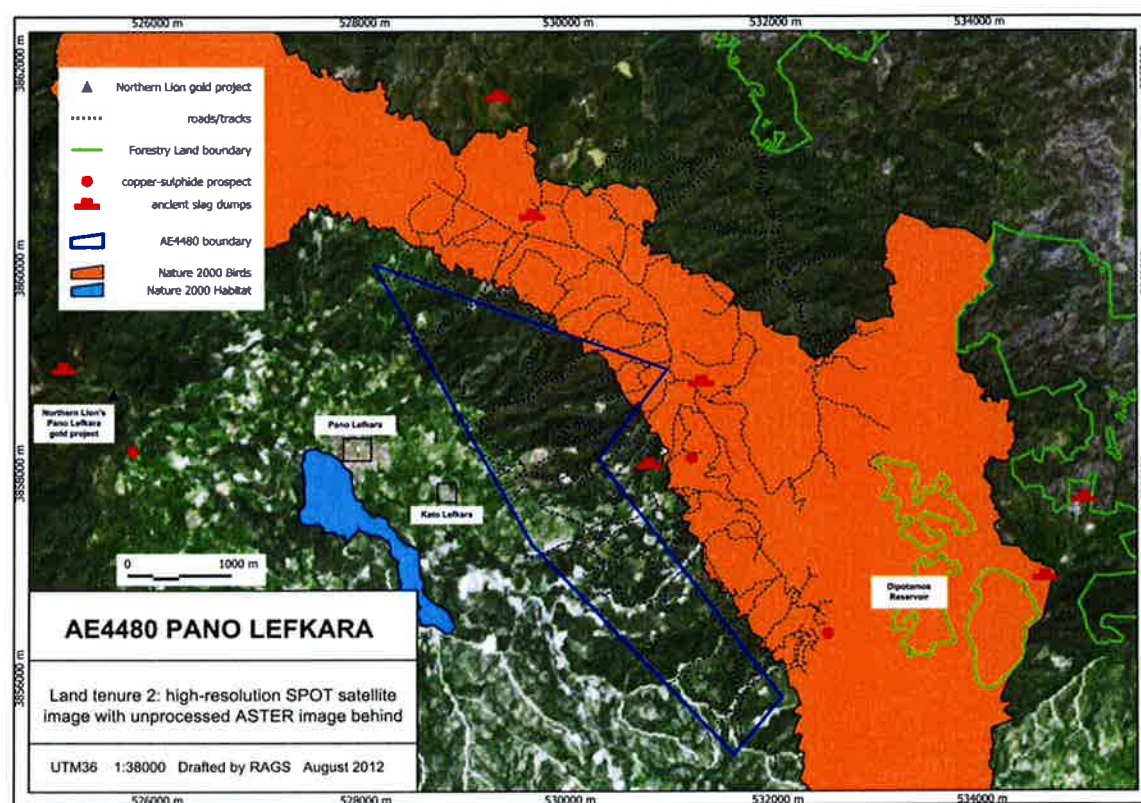 526000 m
528000 m
530000 m
532000 m
534000 m
3862000 m
3860000 m
3858000 m
3856000 m
Northern Lion gold project
roads/tracks
Forestry Land boundary
copper-sulphide prospect
ancient slag dumps
AE4480 boundary
Nature 2000 Birds
Nature 2000 Habitat
Northern Lion's
Pano Lefkara
gold project
Pano Lefkara
Kato Lefkara
Dipotamos
Reservoir
0 1000 m
AE4480 PANO LEFKARA
Land tenure 2: high-resolution SPOT satellite
image with unprocessed ASTER image behind
UTM36 1:38000 Drafted by RAGS August 2012
526000 m
528000 m
530000 m
532000 m
534000 m